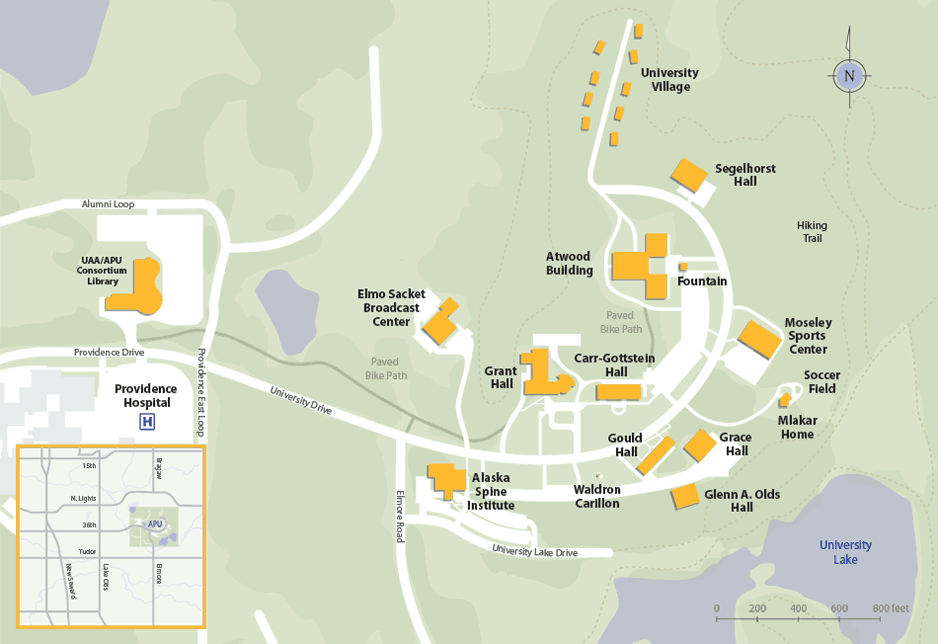 University
Village
N
Segelhorst
Hall
Alumni Loop
Hiking
Trail
UAA/APU
Consortium
Library
Atwood
Building
Fountain
Elmo Sacket
Broadcast
Center
Paved
Bike Path
Moseley
Sports
Center
Providence Drive
Providence East Loop
Paved
Bike Path
Grant
Hall
Carr-Gottstein
Hall
Soccer
Field
Providence
Hospital
H
University Drive
Mlakar
Home
Gould
Hall
Grace
Hall
Alaska
Spine
Institute
Waldron
Carillon
Glenn A. Olds
Hall
Elmore Road
University Lake Drive
University
Lake
15th
Bragaw
N. Lights
36th
APU
Tudor
New Seward
Lake Otis
Elmore
0 200 400 600 800 feet